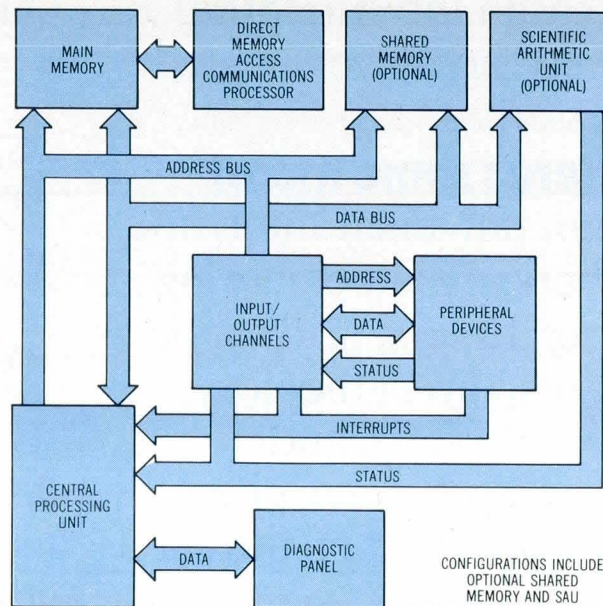 MAIN
MEMORY
DIRECT
MEMORY
ACCESS
COMMUNICATIONS
PROCESSOR
SHARED
MEMORY
(OPTIONAL)
SCIENTIFIC
ARITHMETIC
UNIT
(OPTIONAL)
ADDRESS BUS
DATA BUS
INPUT/
OUTPUT
CHANNELS
ADDRESS
DATA
STATUS
PERIPHERAL
DEVICES
INTERRUPTS
STATUS
CENTRAL
PROCESSING
UNIT
DATA
DIAGNOSTIC
PANEL
CONFIGURATIONS INCLUDE
OPTIONAL SHARED
MEMORY AND SAU